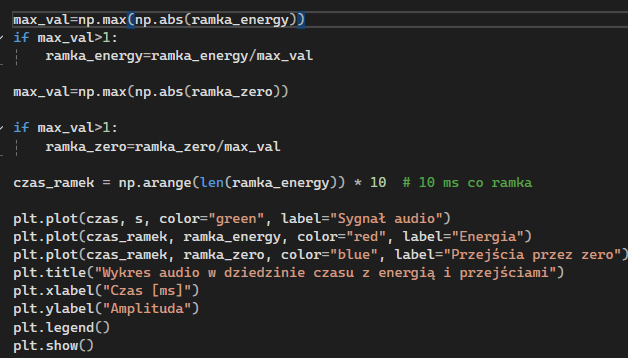 max_val=np.max(np.abs(ramka_energy))
if max_val>1:
    ramka_energy=ramka_energy/max_val
max_val=np.max(np.abs(ramka_zero))
if max_val>1:
    ramka_zero=ramka_zero/max_val
czas_ramek = np.arange(len(ramka_energy)) * 10  # 10 ms co ramka
plt.plot(czas, s, color="green", label="Sygnał audio")
plt.plot(czas_ramek, ramka_energy, color="red", label="Energia")
plt.plot(czas_ramek, ramka_zero, color="blue", label="Przejścia przez zero")
plt.title("Wykres audio w dziedzinie czasu z energią i przejściami")
plt.xlabel("Czas [ms]")
plt.ylabel("Amplituda")
plt.legend()
plt.show()